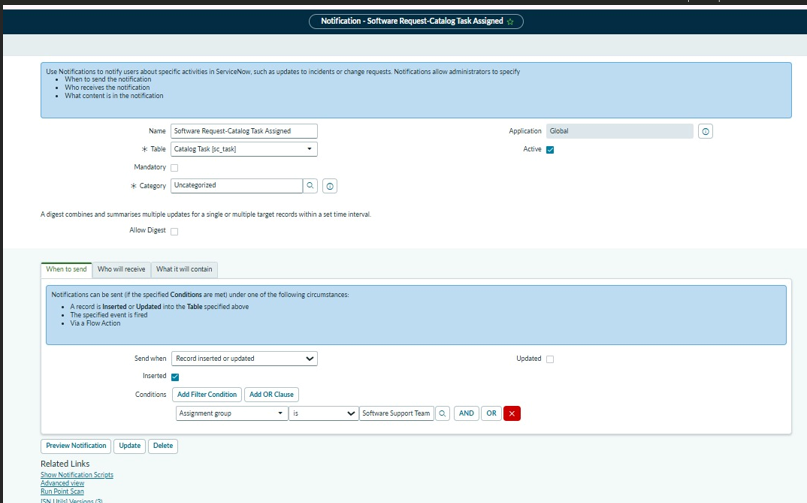 Notification - Software Request-Catalog Task Assigned
Use Notifications to notify users about specific activities in ServiceNow, such as updates to incidents or change requests. Notifications allow administrators to specify
• When to send the notification
• Who receives the notification
• What content is in the notification
Name Software Request-Catalog Task Assigned Application Global
* Table Catalog Task [sc_task] Active
Mandatory
* Category Uncategorized
A digest combines and summarises multiple updates for a single or multiple target records within a set time interval.
Allow Digest
When to send Who will receive What it will contain
Notifications can be sent (if the specified Conditions are met) under one of the following circumstances:
• A record is Inserted or Updated into the Table specified above
• The specified event is fired
• Via a Flow Action
Send when Record inserted or updated Updated
Inserted
Conditions Add Filter Condition Add OR Clause
Assignment group is Software Support Team AND OR
Preview Notification Update Delete
Related Links
Show Notification Scripts
Advanced view
Run Point Scan
[SN Utils] Versions (3)